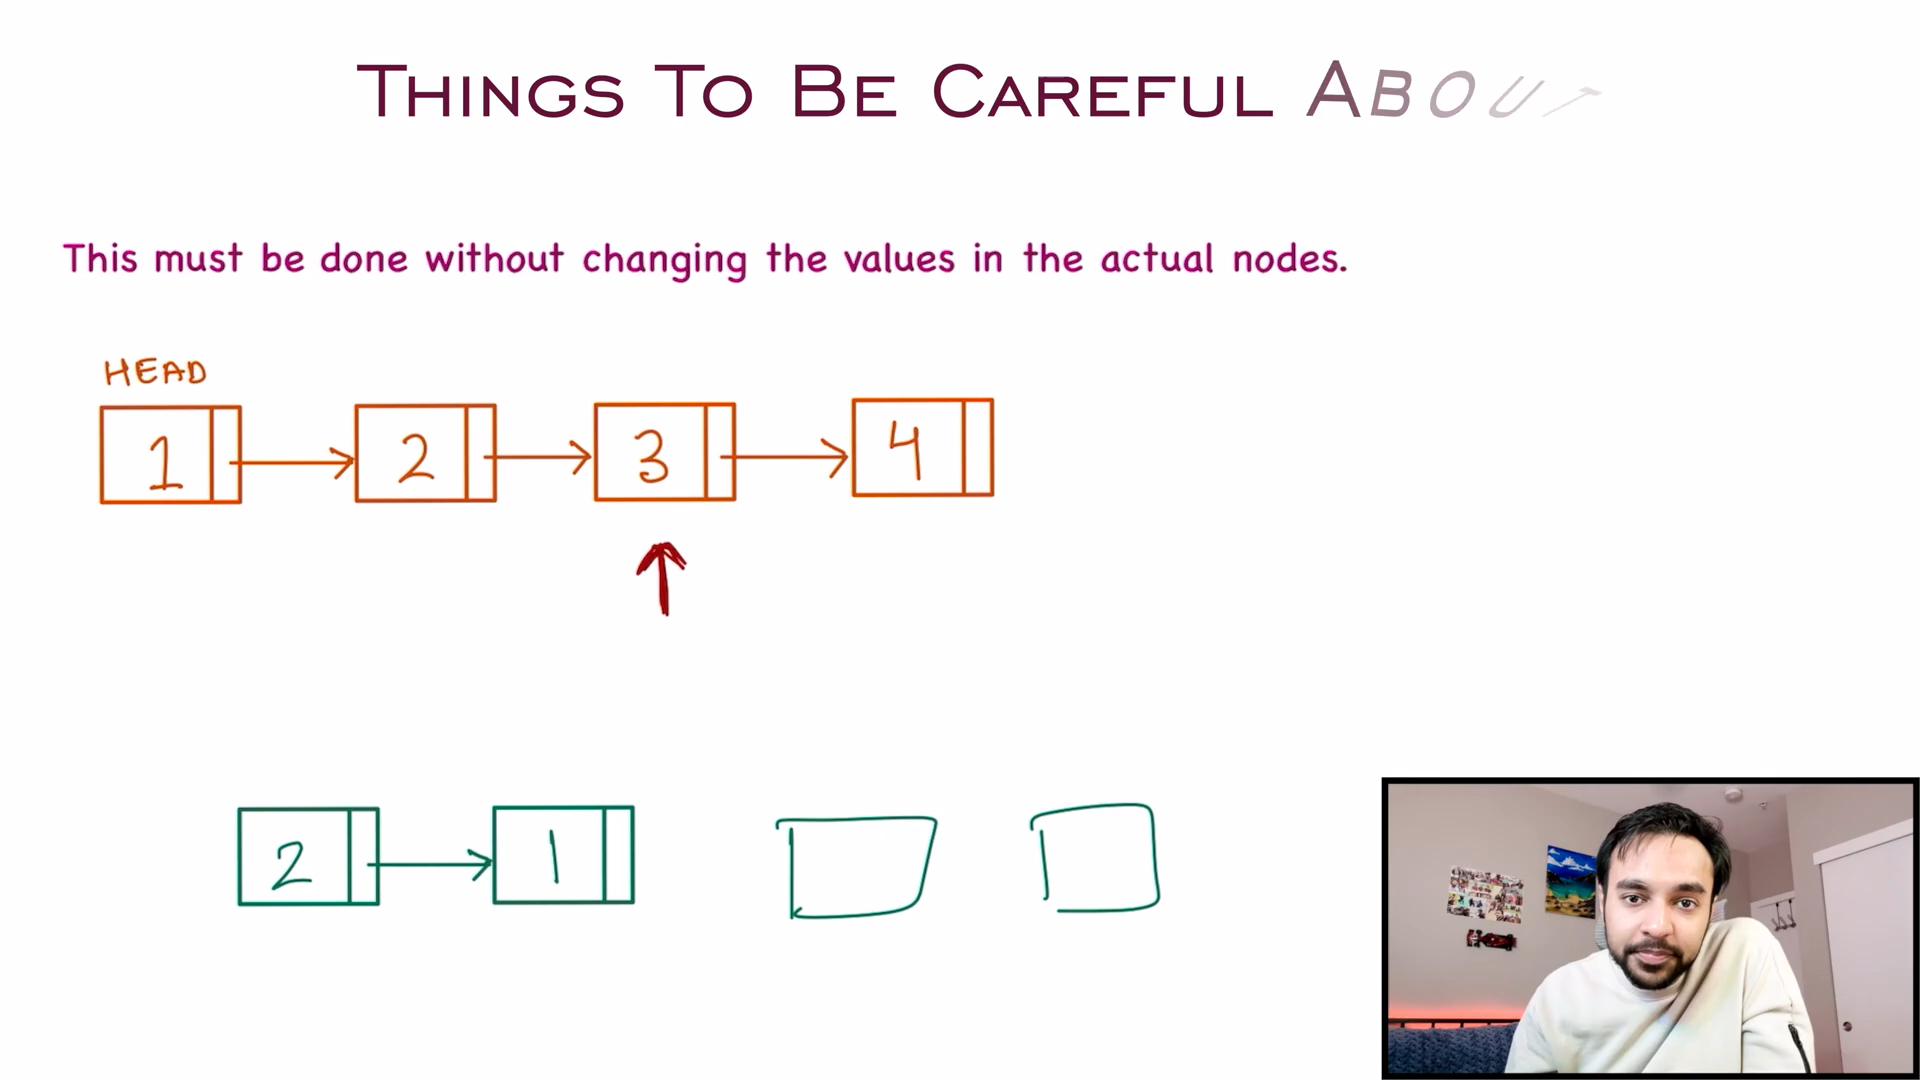 THINGS TO BE CAREFUL ABOUT
This must be done without changing the values in the actual nodes.
HEAD
1 2 3 4
2 1